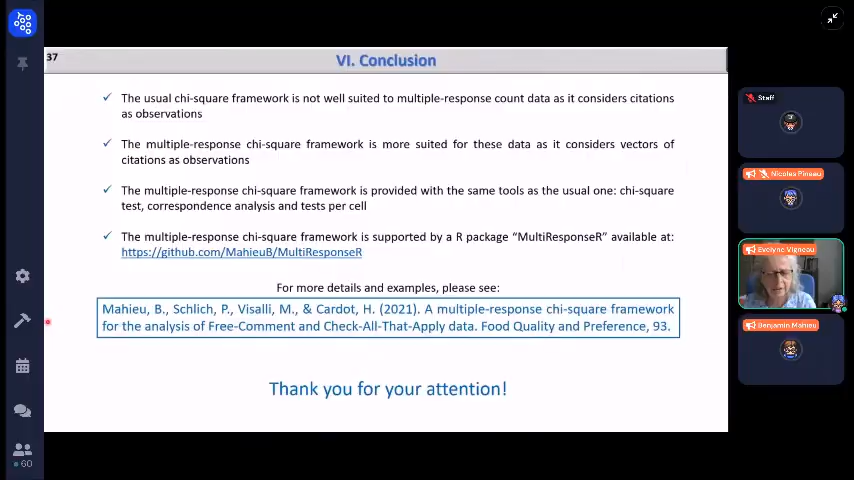 37
VI. Conclusion
✓ The usual chi-square framework is not well suited to multiple-response count data as it considers citations
as observations
✓ The multiple-response chi-square framework is more suited for these data as it considers vectors of
citations as observations
✓ The multiple-response chi-square framework is provided with the same tools as the usual one: chi-square
test, correspondence analysis and tests per cell
✓ The multiple-response chi-square framework is supported by a R package “MultiResponseR” available at:
https://github.com/MahieuB/MultiResponseR
For more details and examples, please see:
Mahieu, B., Schlich, P., Visalli, M., & Cardot, H. (2021). A multiple-response chi-square framework
for the analysis of Free-Comment and Check-All-That-Apply data. Food Quality and Preference, 93.
Thank you for your attention!
Staff
Nicolas Pineau
Evelyne Vigneau
Benjamin Mahieu
60